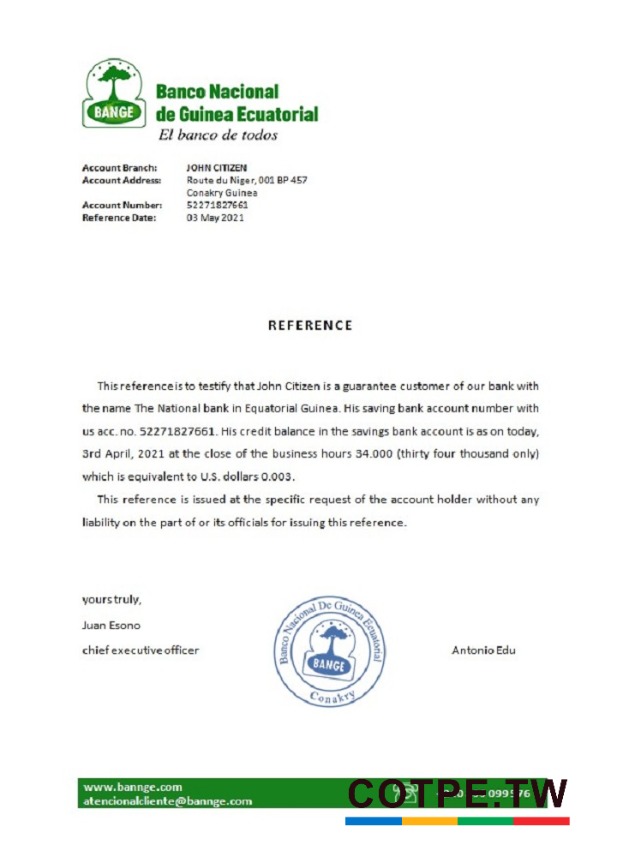 BANGE
Banco Nacional
de Guinea Ecuatorial
El banco de todos
Account Branch: JOHN CITIZEN
Account Address: Route du Niger, 001 BP 457
Conakry Guinea
Account Number: 52271827661
Reference Date: 03 May 2021
REFERENCE
This reference is to testify that John Citizen is a guarantee customer of our bank with
the name The National bank in Equatorial Guinea. His saving bank account number with
us acc. no. 52271827661. His credit balance in the savings bank account is as on today,
3rd April, 2021 at the close of the business hours 34.000 (thirty four thousand only)
which is equivalent to U.S. dollars 0.003.
This reference is issued at the specific request of the account holder without any
liability on the part of or its officials for issuing this reference.
yours truly,
Juan Esono
chief executive officer
Antonio Edu
Banco Nacional De Guinea Ecuatorial
BANGE
Conakry
www.bannge.com
atencionalcliente@bannge.com
COTPE.TW